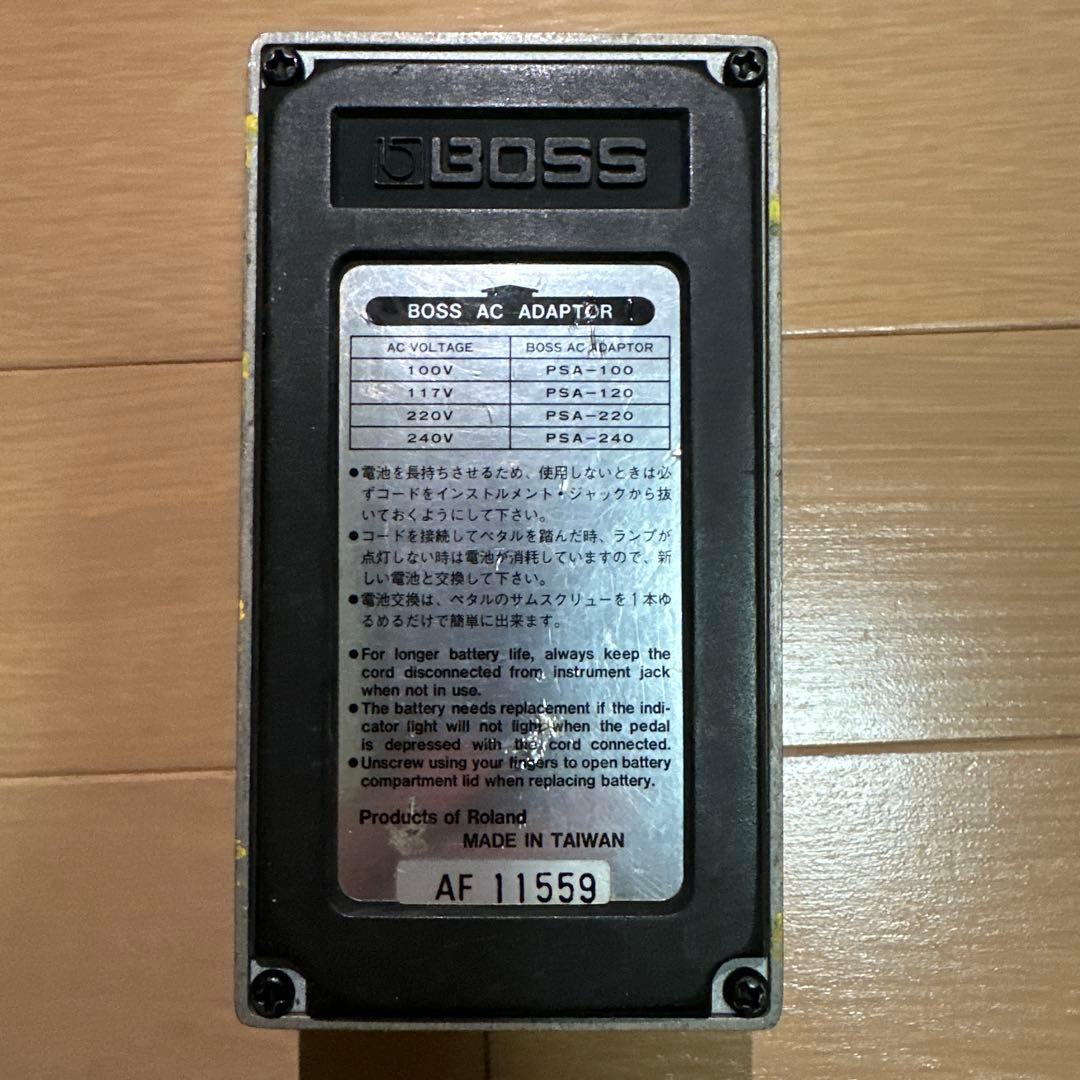 BOSS
BOSS AC ADAPTOR
AC VOLTAGE BOSS AC ADAPTOR
100V PSA-100
117V PSA-120
220V PSA-220
240V PSA-240
●電池を長持ちさせるため、使用しないときは必
ずコードをインストルメント・ジャックから抜
いておくようにして下さい。
●コードを接続してペタルを踏んだ時、ランプが
点灯しない時は電池が消耗していますので、新
しい電池と交換して下さい。
●電池交換は、ペタルのサムスクリューを1本ゆ
るめるだけで簡単に出来ます。
●For longer battery life, always keep the
cord disconnected from instrument jack
when not in use.
●The battery needs replacement if the indi-
cator light will not light when the pedal
is depressed with the cord connected.
●Unscrew using your fingers to open battery
compartment lid when replacing battery.
Products of Roland
MADE IN TAIWAN
AF 11559